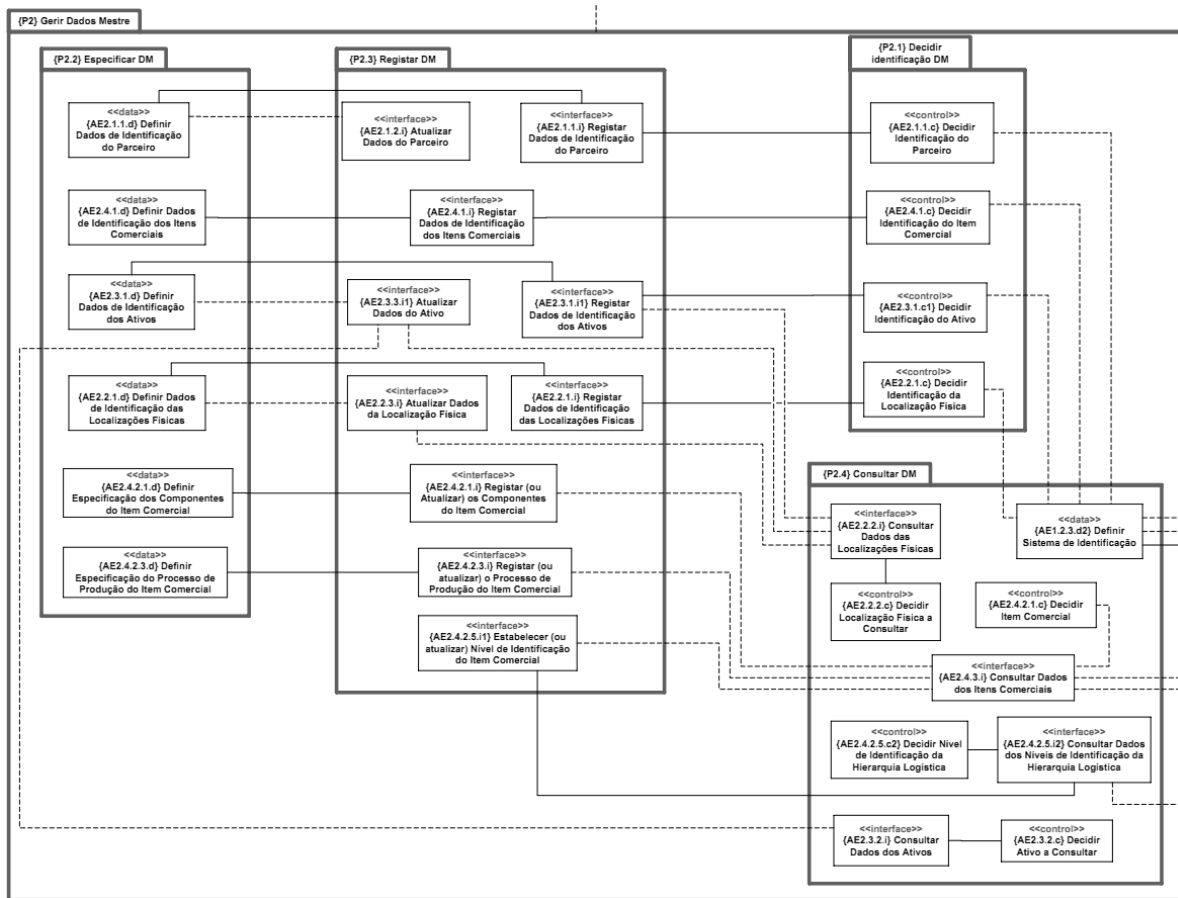 {P2} Gerir Dados Mestre
{P2.2} Especificar DM
<<data>>
{AE2.1.1.d} Definir
Dados de Identificação
do Parceiro
<<data>>
{AE2.4.1.d} Definir Dados
de Identificação dos Itens
Comerciais
<<data>>
{AE2.3.1.d} Definir
Dados de Identificação
dos Ativos
<<data>>
{AE2.2.1.d} Definir Dados
de Identificação das
Localizações Físicas
<<data>>
{AE2.4.2.1.d} Definir
Especificação dos Componentes
do Item Comercial
<<data>>
{AE2.4.2.3.d} Definir
Especificação do Processo de
Produção do Item Comercial
{P2.3} Registar DM
<<interface>>
{AE2.1.2.i} Atualizar
Dados do Parceiro
<<interface>>
{AE2.1.1.i} Registar
Dados de Identificação
do Parceiro
<<interface>>
{AE2.4.1.i} Registar
Dados de Identificação
dos Itens Comerciais
<<interface>>
{AE2.3.3.i1} Atualizar
Dados do Ativo
<<interface>>
{AE2.3.1.i1} Registar
Dados de Identificação
dos Ativos
<<interface>>
{AE2.2.3.i} Atualizar Dados
da Localização Física
<<interface>>
{AE2.2.1.i} Registar
Dados de Identificação
das Localizações Físicas
<<interface>>
{AE2.4.2.1.i} Registar (ou
Atualizar) os Componentes
do Item Comercial
<<interface>>
{AE2.4.2.3.i} Registar (ou
atualizar) o Processo de
Produção do Item Comercial
<<interface>>
{AE2.4.2.5.i1} Estabelecer (ou
atualizar) Nível de Identificação
do Item Comercial
{P2.1} Decidir
identificação DM
<<control>>
{AE2.1.1.c} Decidir
Identificação do
Parceiro
<<control>>
{AE2.4.1.c} Decidir
Identificação do Item
Comercial
<<control>>
{AE2.3.1.c1} Decidir
Identificação do Ativo
<<control>>
{AE2.2.1.c} Decidir
Identificação da
Localização Física
{P2.4} Consultar DM
<<interface>>
{AE2.2.2.i} Consultar
Dados das
Localizações Físicas
<<data>>
{AE1.2.3.d2} Definir
Sistema de Identificação
<<control>>
{AE2.2.2.c} Decidir
Localização Física a
Consultar
<<control>>
{AE2.4.2.1.c} Decidir
Item Comercial
<<interface>>
{AE2.4.3.i} Consultar Dados
dos Itens Comerciais
<<control>>
{AE2.4.2.5.c2} Decidir Nível
de Identificação da
Hierarquia Logística
<<interface>>
{AE2.4.2.5.i2} Consultar Dados
dos Níveis de Identificação da
Hierarquia Logística
<<interface>>
{AE2.3.2.i} Consultar
Dados dos Ativos
<<control>>
{AE2.3.2.c} Decidir
Ativo a Consultar